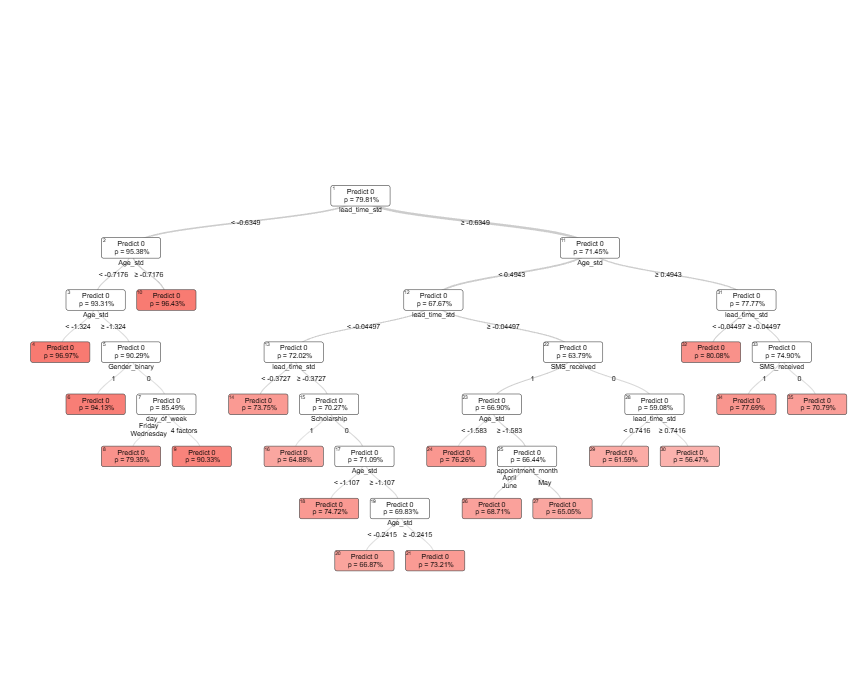 1
Predict 0
p = 79.81%
lead_time_std
< -0.6349 ≥ -0.6349
2
Predict 0
p = 95.38%
Age_std
11
Predict 0
p = 71.45%
Age_std
< -0.7176 ≥ -0.7176
< 0.4943 ≥ 0.4943
3
Predict 0
p = 93.31%
Age_std
10
Predict 0
p = 96.43%
12
Predict 0
p = 67.67%
lead_time_std
31
Predict 0
p = 77.77%
lead_time_std
< -1.324 ≥ -1.324
< -0.04497 ≥ -0.04497
< -0.04497 ≥ -0.04497
4
Predict 0
p = 96.97%
5
Predict 0
p = 90.29%
Gender_binary
13
Predict 0
p = 72.02%
lead_time_std
22
Predict 0
p = 63.79%
SMS_received
32
Predict 0
p = 80.08%
33
Predict 0
p = 74.90%
SMS_received
1 0
< -0.3727 ≥ -0.3727
1 0
1 0
6
Predict 0
p = 94.13%
7
Predict 0
p = 85.49%
day_of_week
14
Predict 0
p = 73.75%
15
Predict 0
p = 70.27%
Scholarship
23
Predict 0
p = 66.90%
Age_std
28
Predict 0
p = 59.08%
lead_time_std
34
Predict 0
p = 77.69%
35
Predict 0
p = 70.79%
Friday
Wednesday
4 factors
1 0
< -1.583 ≥ -1.583
< 0.7416 ≥ 0.7416
8
Predict 0
p = 79.35%
9
Predict 0
p = 90.33%
16
Predict 0
p = 64.88%
17
Predict 0
p = 71.09%
Age_std
24
Predict 0
p = 76.26%
25
Predict 0
p = 66.44%
appointment_month
29
Predict 0
p = 61.59%
30
Predict 0
p = 56.47%
< -1.107 ≥ -1.107
April
June
May
18
Predict 0
p = 74.72%
19
Predict 0
p = 69.83%
Age_std
26
Predict 0
p = 68.71%
27
Predict 0
p = 65.05%
< -0.2415 ≥ -0.2415
20
Predict 0
p = 66.87%
21
Predict 0
p = 73.21%